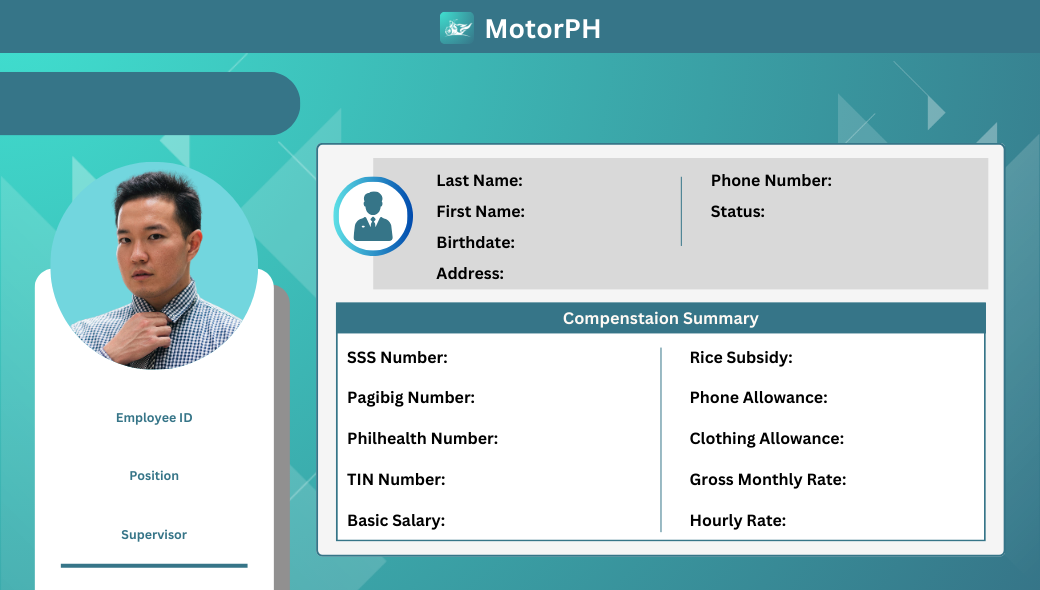 MotorPH
Last Name:
First Name:
Birthdate:
Address:
Phone Number:
Status:
Employee ID
Position
Supervisor
Compenstaion Summary
SSS Number:
Pagibig Number:
Philhealth Number:
TIN Number:
Basic Salary:
Rice Subsidy:
Phone Allowance:
Clothing Allowance:
Gross Monthly Rate:
Hourly Rate: